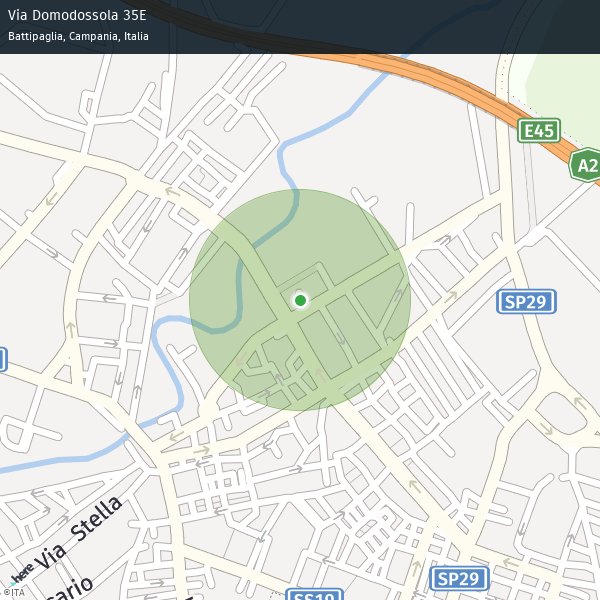 Via Domodossola 35E
Battipaglia, Campania, Italia
E45
A2
SP29
Via Stella
here
sario
©ITA
SP29
SS19